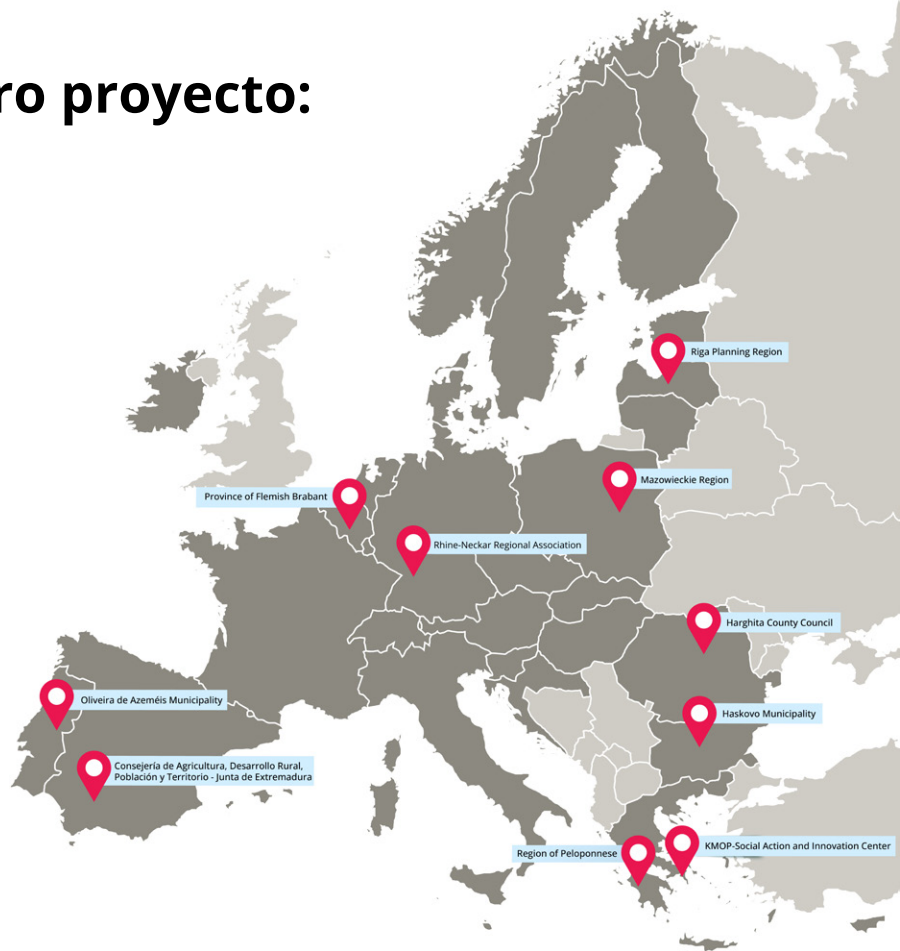 ro proyecto:
Riga Planning Region
Mazowieckie Region
Province of Flemish Brabant
Rhine-Neckar Regional Association
Harghita County Council
Oliveira de Azeméis Municipality
Haskovo Municipality
Consejería de Agricultura, Desarrollo Rural,
Población y Territorio - Junta de Extremadura
KMOP-Social Action and Innovation Center
Region of Peloponnese